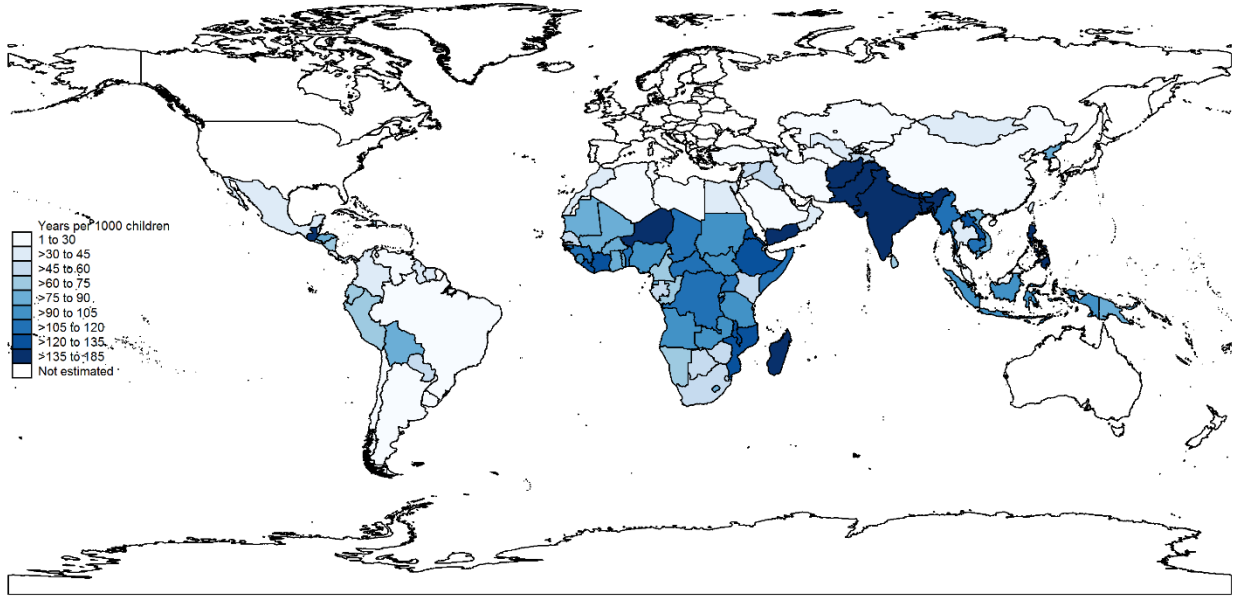 Years per 1000 children
1 to 30
>30 to 45
>45 to 60
>60 to 75
>75 to 90
>90 to 105
>105 to 120
>120 to 135
>135 to 185
Not estimated